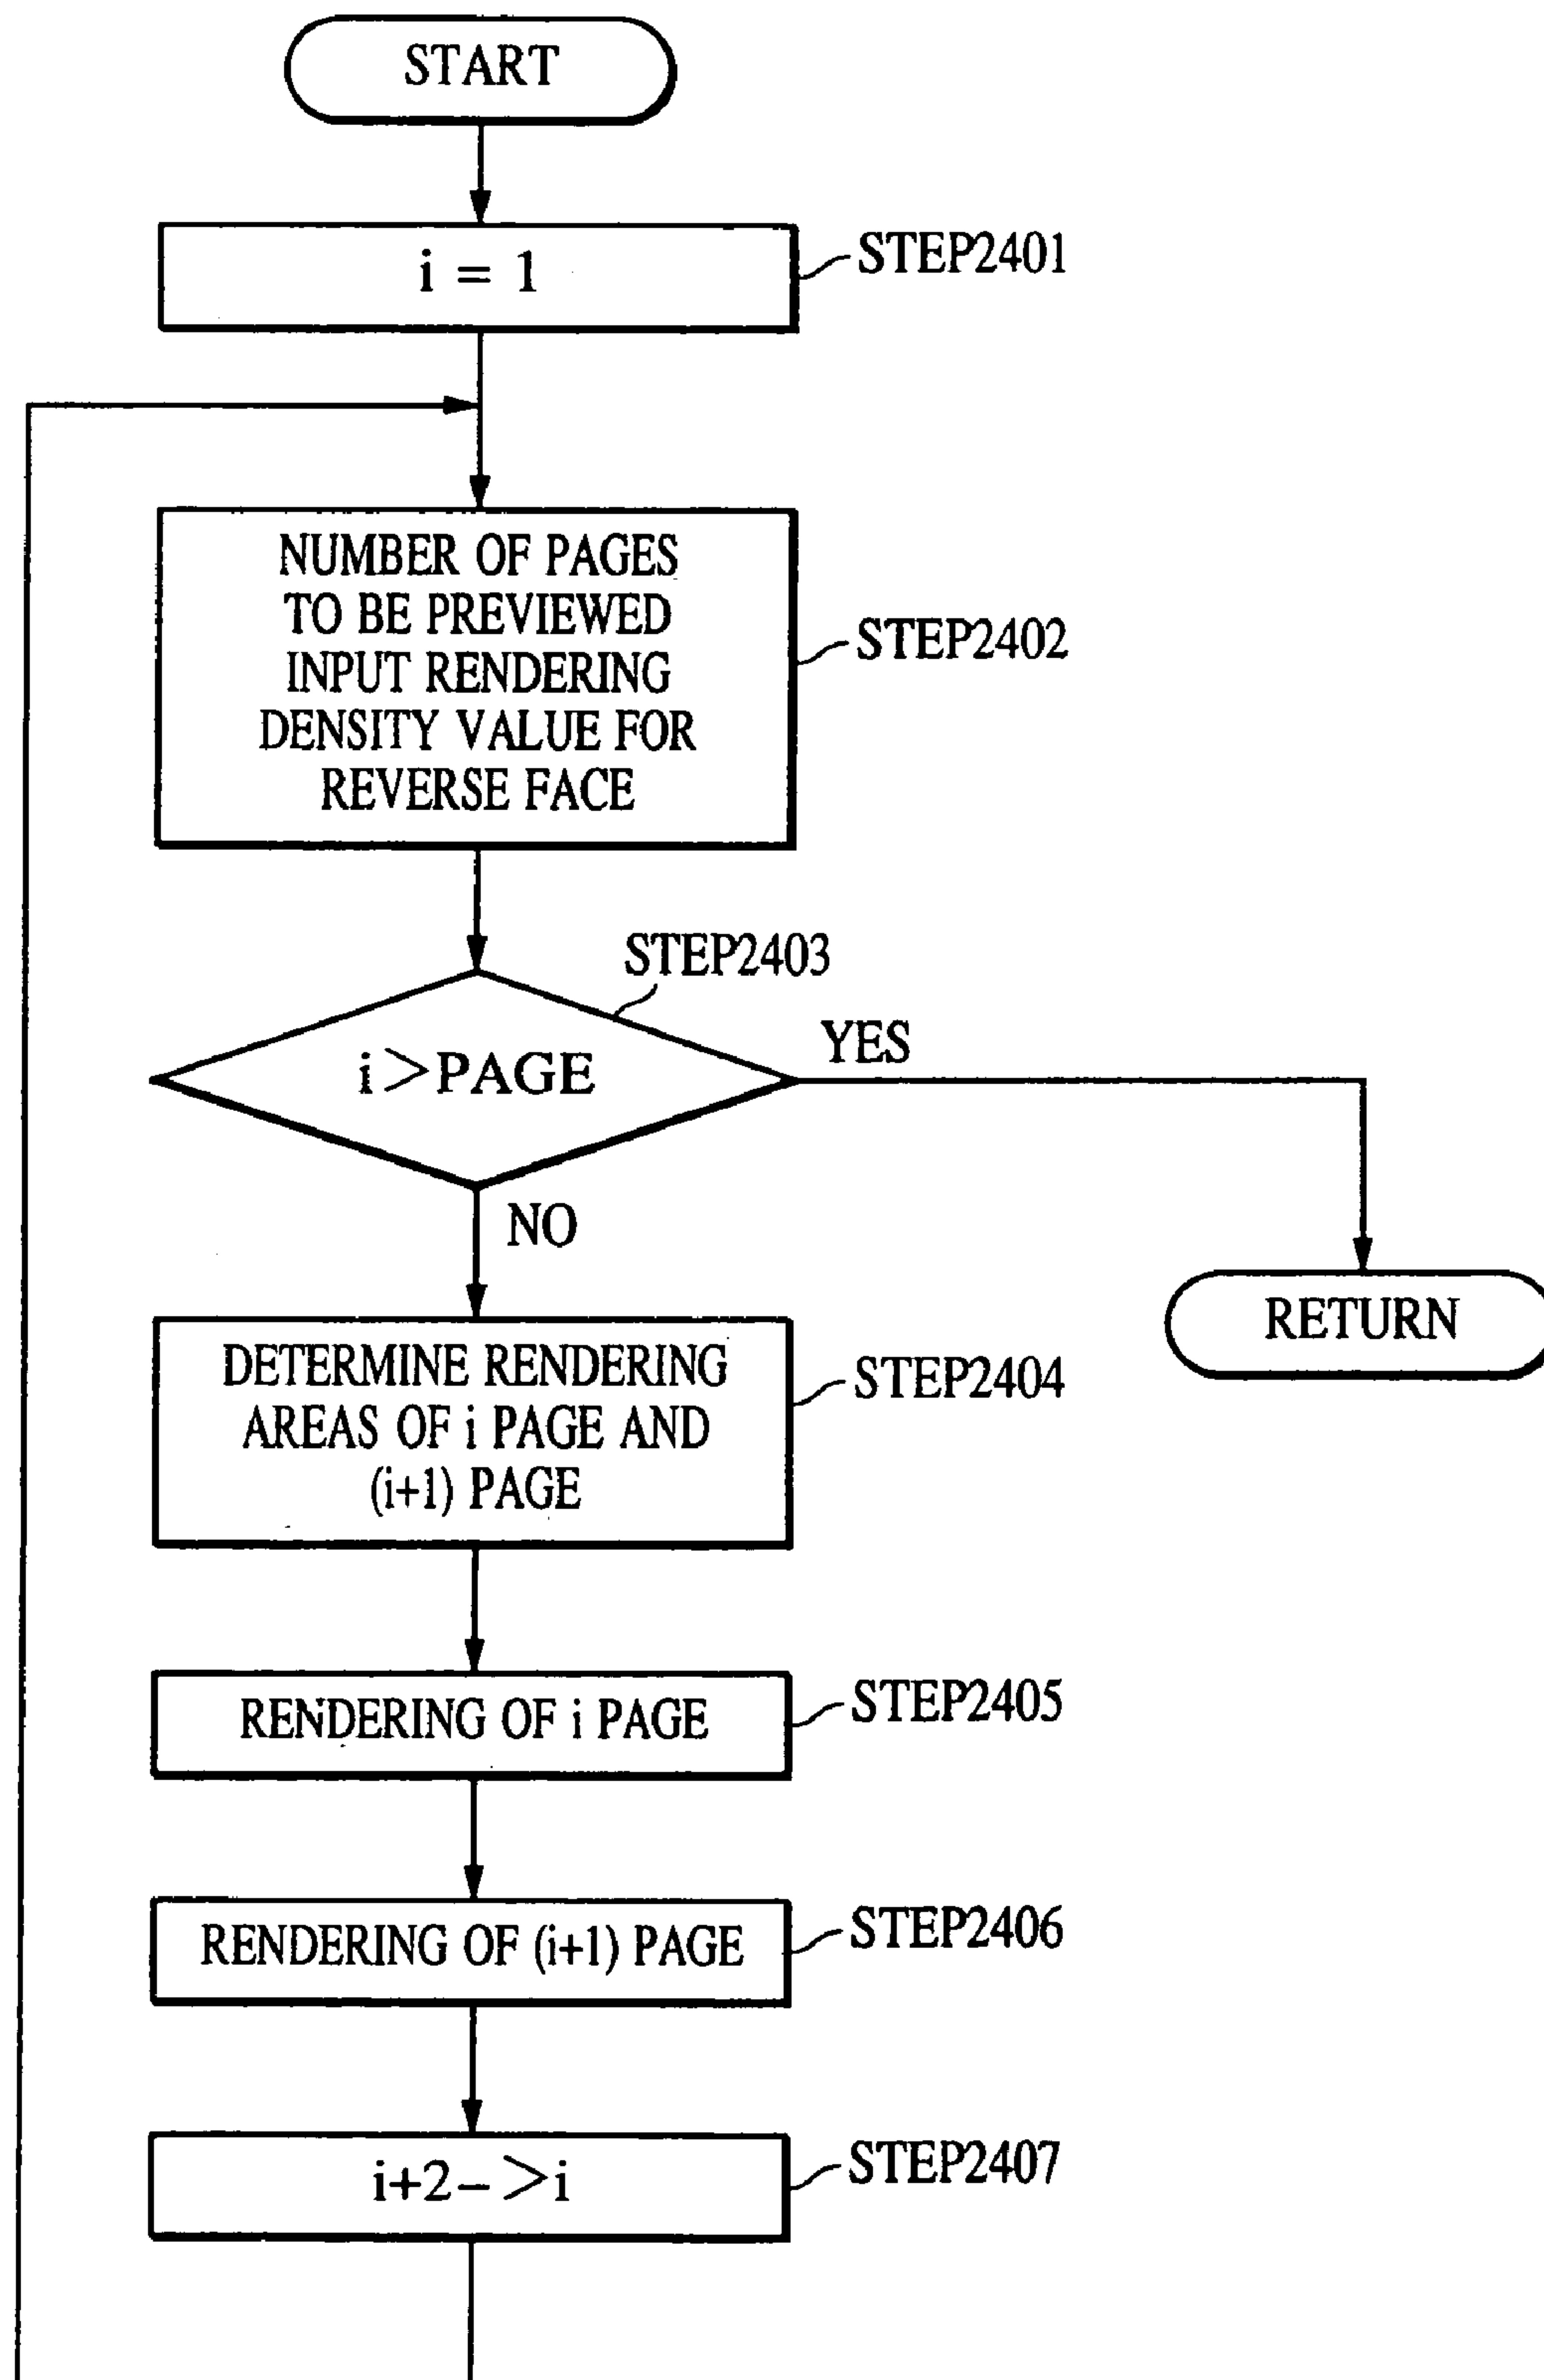 START
i = 1
STEP2401
NUMBER OF PAGES
TO BE PREVIEWED
INPUT RENDERING
DENSITY VALUE FOR
REVERSE FACE
STEP2402
STEP2403
i>PAGE
YES
NO
RETURN
DETERMINE RENDERING
AREAS OF i PAGE AND
(i+1) PAGE
STEP2404
RENDERING OF i PAGE
STEP2405
RENDERING OF (i+1) PAGE
STEP2406
i+2->i
STEP2407